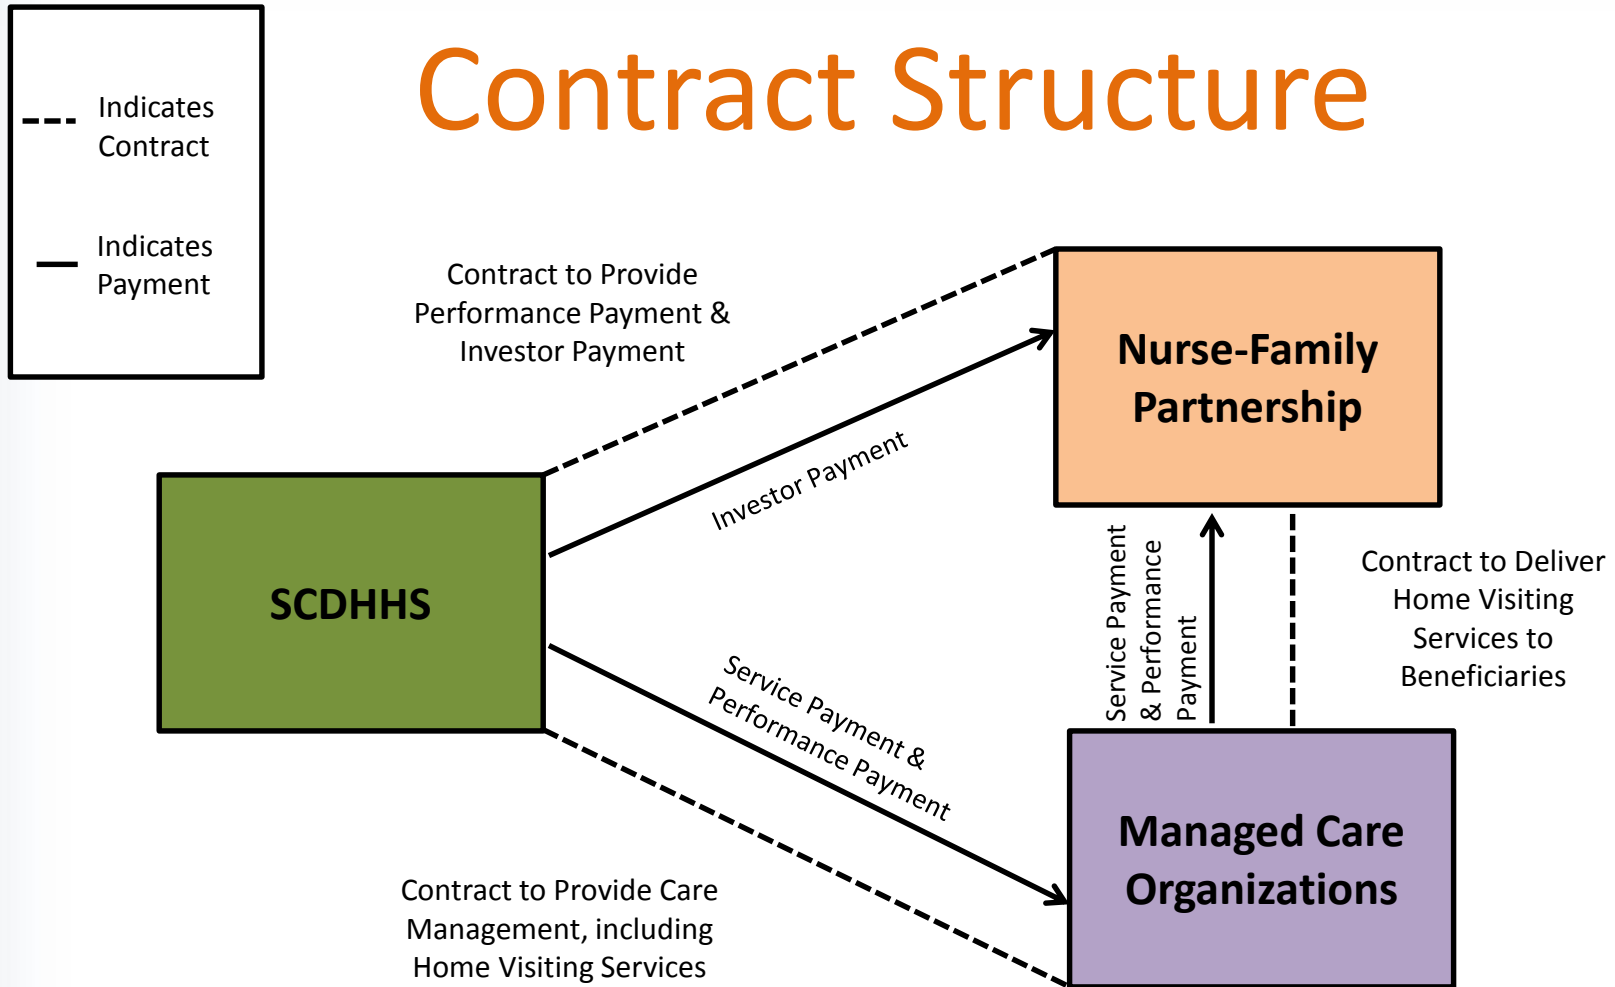 Contract Structure
Indicates
Contract
Indicates
Payment
Contract to Provide
Performance Payment &
Investor Payment
Nurse-Family
Partnership
Investor Payment
SCDHHS
Service Payment
& Performance
Payment
Contract to Deliver
Home Visiting
Services to
Beneficiaries
Service Payment &
Performance Payment
Managed Care
Organizations
Contract to Provide Care
Management, including
Home Visiting Services